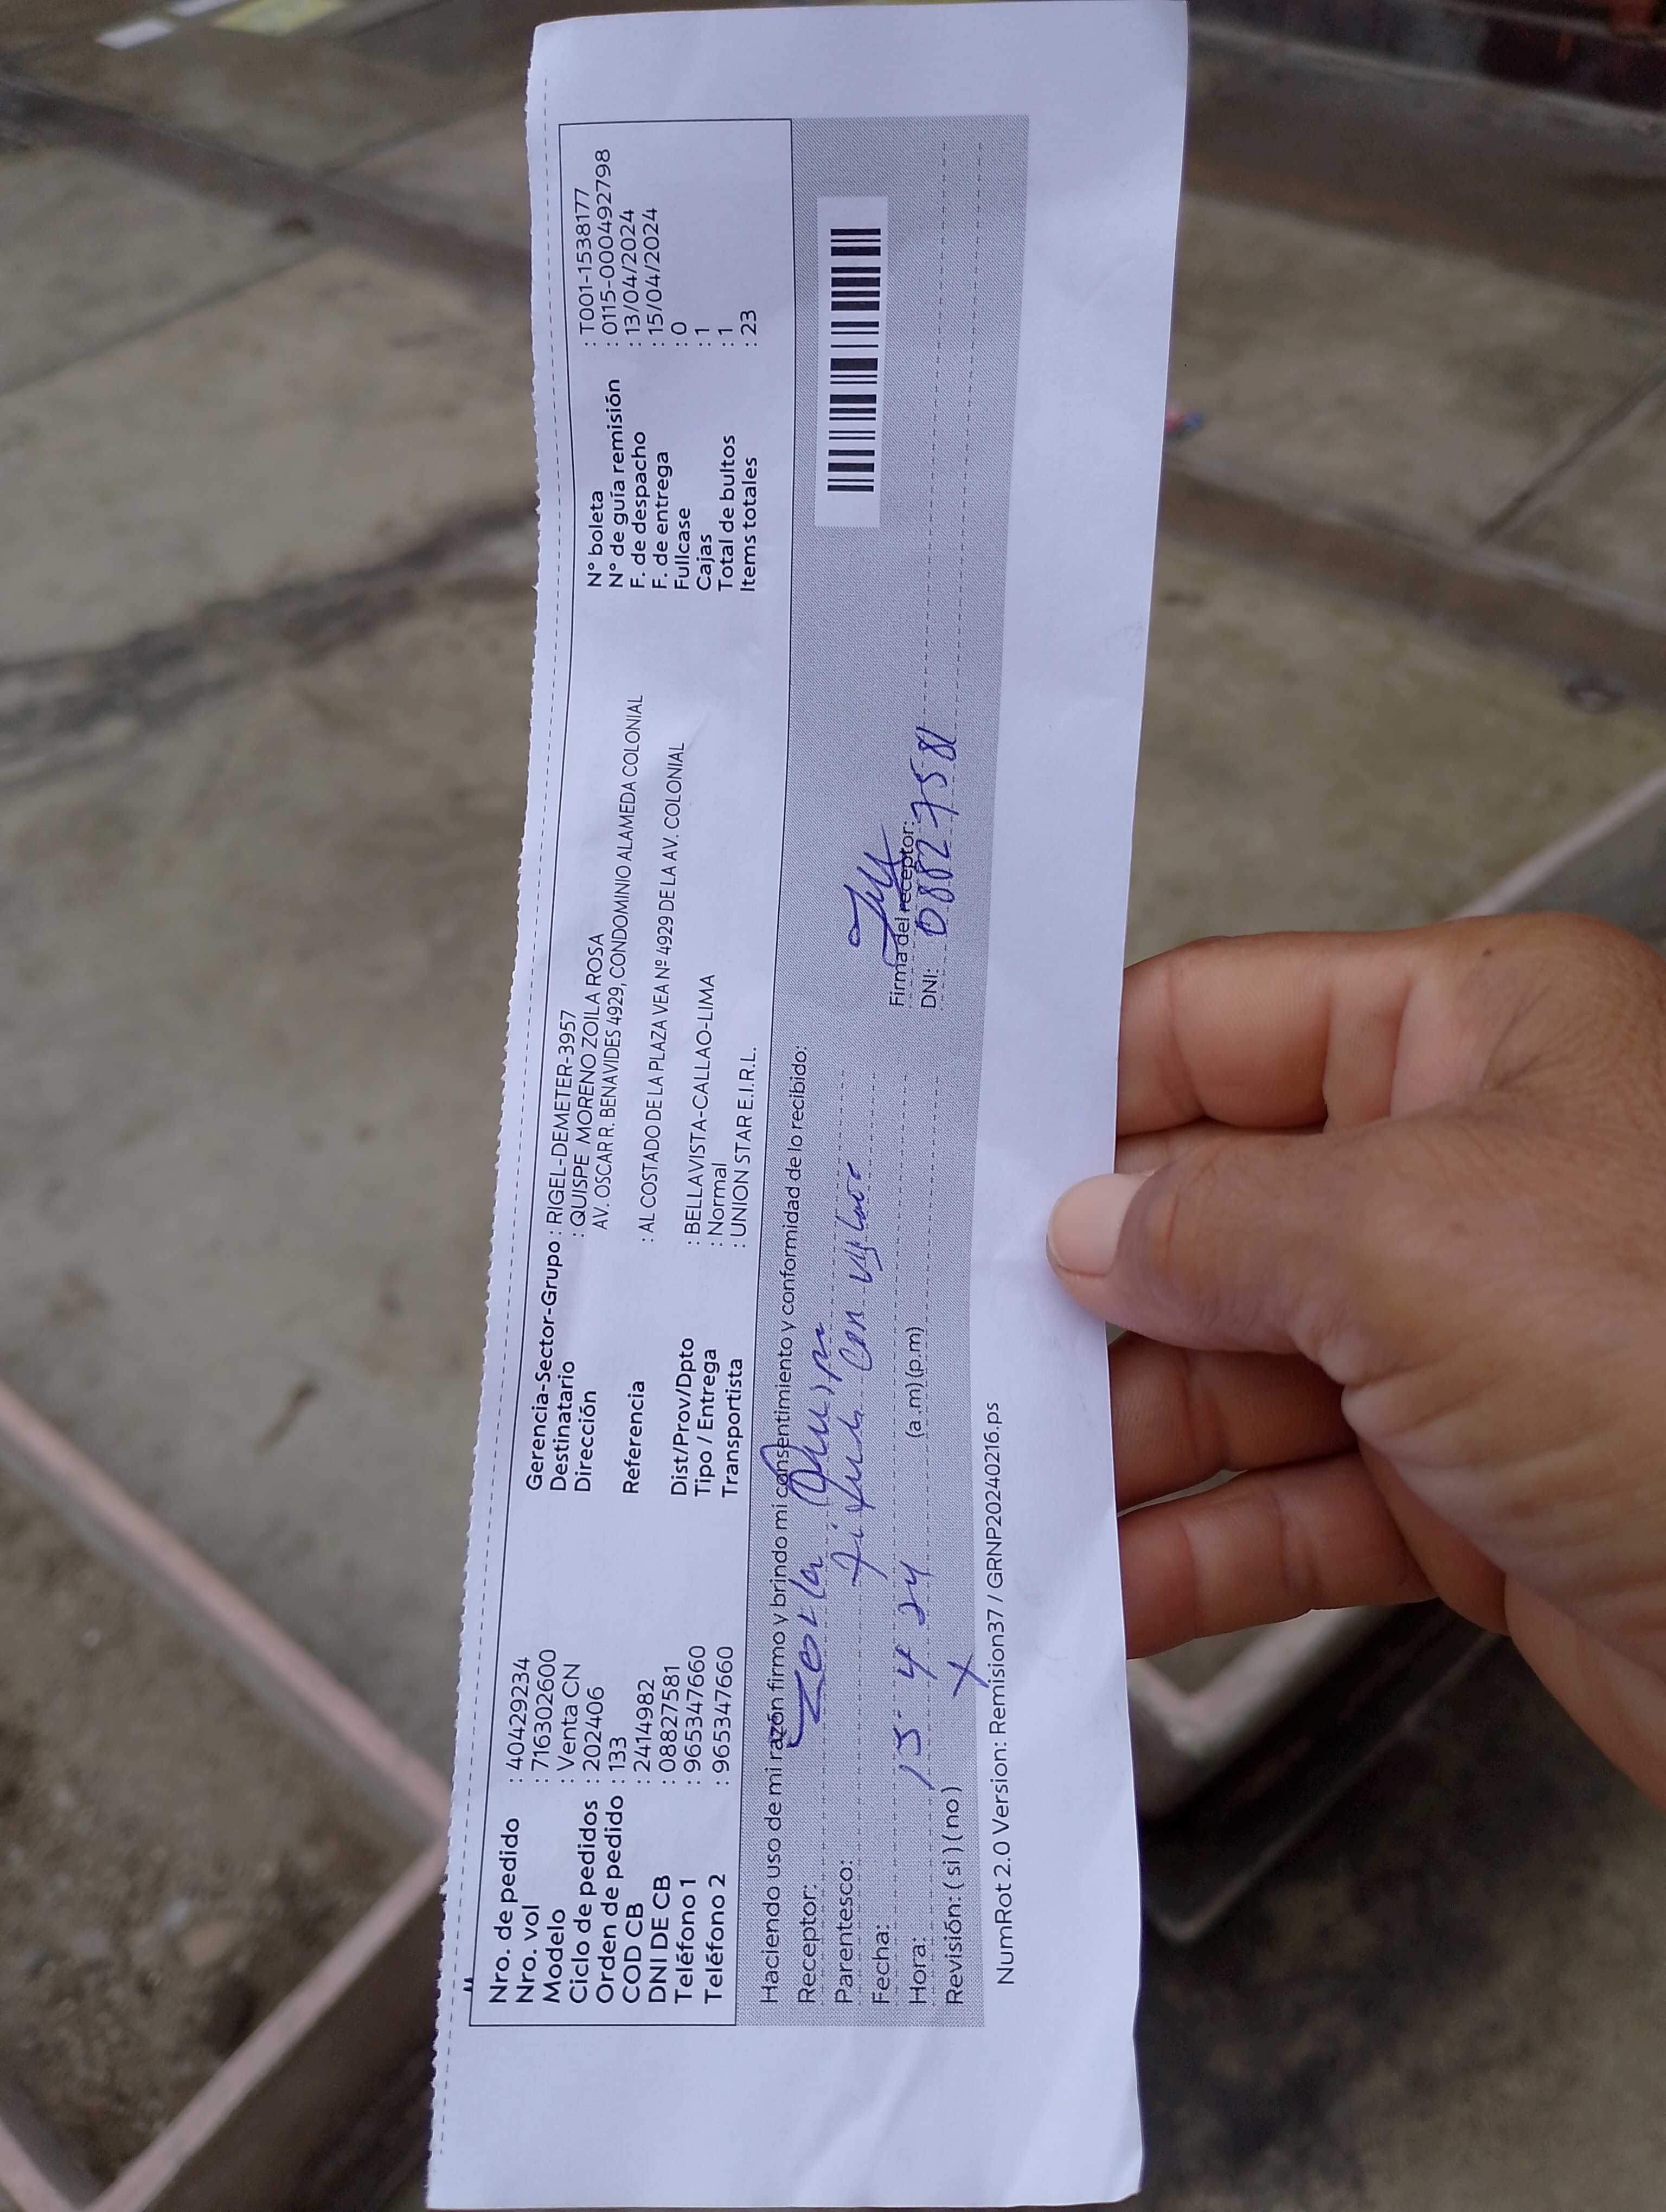 Nro. de pedido : 40429234
Nro. vol : 716302600
Modelo : Venta CN
Ciclo de pedidos : 202406
Orden de pedido : 133
COD CB : 2414982
DNI DE CB : 08827581
Teléfono 1 : 965347660
Teléfono 2 : 965347660
Gerencia-Sector-Grupo : RIGEL-DEMETER-3957
Destinatario : QUISPE MORENO ZOILA ROSA
Dirección AV. OSCAR R. BENAVIDES 4929, CONDOMINIO ALAMEDA COLONIAL
Referencia : AL COSTADO DE LA PLAZA VEA Nº 4929 DE LA AV. COLONIAL
Dist/Prov/Dpto : BELLAVISTA-CALLAO-LIMA
Tipo / Entrega : Normal
Transportista : UNION STAR E.I.R.L.
N° boleta : T001-1538177
N° de guía remisión : 0115-0000492798
F. de despacho : 13/04/2024
F. de entrega : 15/04/2024
Fullcase : 0
Cajas : 1
Total de bultos : 1
Items totales : 23
Haciendo uso de mi razón firmo y brindo mi consentimiento y conformidad de lo recibido:
Receptor: Zoila
Parentesco:
Fecha: 15 4 24
Hora: (a .m) (p.m)
Revisión: ( si ) ( no ) X
Firma del receptor:
DNI: 08827581
NumRot 2.0 Version: Remision37 / GRNP20240216.ps